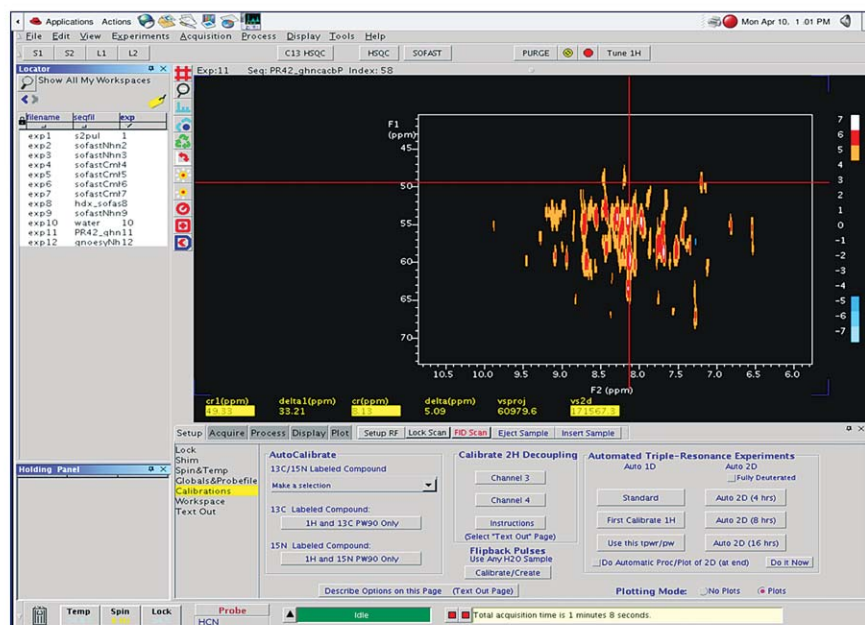 Applications Actions Mon Apr 10. 1 01 PM
File Edit View Experiments Acquisition Process Display Tools Help
S1 S2 L1 L2 C13 HSQC HSQC SOFAST PURGE Tune 1H
Locator
Show All My Workspaces
filename seqfil exp
exp1 s2pul 1
exp2 sofastNhn2
exp3 sofastNhn3
exp4 sofastCmt4
exp5 sofastCmt5
exp6 sofastCmt6
exp7 sofastCmt7
exp8 hdx_sofas8
exp9 sofastNhn9
exp10 water 10
exp11 PR42_ghn11
exp12 gnoesyNh12
Exp:11 Seq: PR42_ghncacbP Index: 58
F1
(ppm)
45
50
55
60
65
70
10.5 10.0 9.5 9.0 8.5 8.0 7.5 7.0 6.5 6.0
F2 (ppm)
7
6
5
4
3
2
1
0
-1
-2
-3
-4
-5
-6
-7
cr1(ppm) delta1(ppm) cr(ppm) delta(ppm) vsproj vs2d
49.33 33.21 8.13 5.09 60979.6 171567.3
Setup Acquire Process Display Plot Setup RF Lock Scan FID Scan Eject Sample Insert Sample
Holding Panel
Lock
Shim
Spin&Temp
Globals&Probefile
Calibrations
Workspace
Text Out
AutoCalibrate
13C/15N Labeled Compound
Make a selection
13C Labeled Compound:
1H and 13C PW90 Only
15N Labeled Compound:
1H and 15N PW90 Only
Calibrate 2H Decoupling
Channel 3
Channel 4
Instructions
(Select "Text Out" Page)
Flipback Pulses
Use Any H2O Sample
Calibrate/Create
Describe Options on this Page (Text Out Page)
Automated Triple-Resonance Experiments
Auto 1D Auto 2D
Fully Deuterated
Standard Auto 2D (4 hrs)
First Calibrate 1H Auto 2D (8 hrs)
Use this tpwr/pw Auto 2D (16 hrs)
Do Automatic Proc/Plot of 2D (at end) Do it Now
Plotting Mode: No Plots Plots
Temp Spin Lock Probe
HCN
Idle
Total acquisition time is 1 minutes 8 seconds.